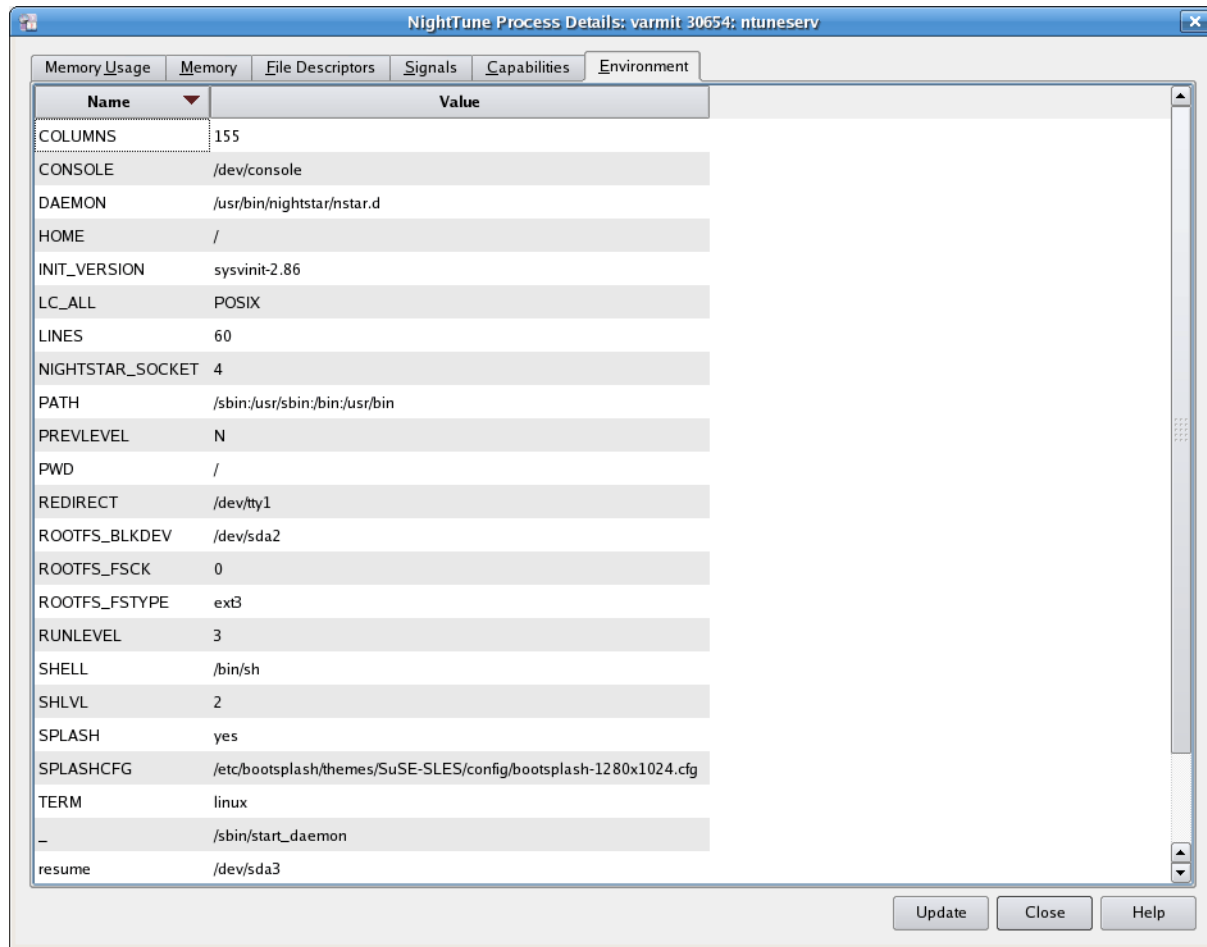 NightTune Process Details: varmit 30654: ntuneserv
Memory Usage Memory File Descriptors Signals Capabilities Environment
Name Value
COLUMNS 155
CONSOLE /dev/console
DAEMON /usr/bin/nightstar/nstar.d
HOME /
INIT_VERSION sysvinit-2.86
LC_ALL POSIX
LINES 60
NIGHTSTAR_SOCKET 4
PATH /sbin:/usr/sbin:/bin:/usr/bin
PREVLEVEL N
PWD /
REDIRECT /dev/tty1
ROOTFS_BLKDEV /dev/sda2
ROOTFS_FSCK 0
ROOTFS_FSTYPE ext3
RUNLEVEL 3
SHELL /bin/sh
SHLVL 2
SPLASH yes
SPLASHCFG /etc/bootsplash/themes/SuSE-SLES/config/bootsplash-1280x1024.cfg
TERM linux
_ /sbin/start_daemon
resume /dev/sda3
Update Close Help